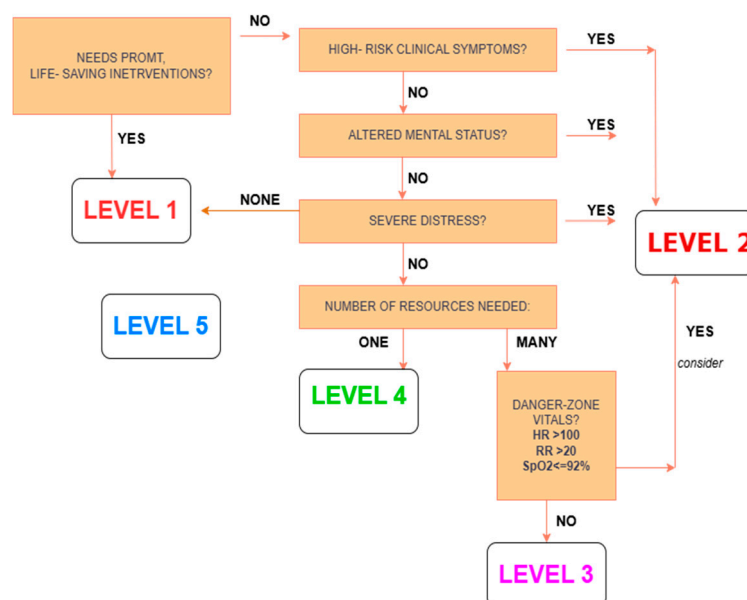 NEEDS PROMT,
LIFE- SAVING INETRVENTIONS?
NO
HIGH- RISK CLINICAL SYMPTOMS?
YES
NO
YES
ALTERED MENTAL STATUS?
YES
NO
LEVEL 1
NONE
SEVERE DISTRESS?
YES
LEVEL 2
NO
LEVEL 5
NUMBER OF RESOURCES NEEDED:
ONE
MANY
YES
consider
LEVEL 4
DANGER-ZONE
VITALS?
HR >100
RR >20
SpO2<=92%
NO
LEVEL 3